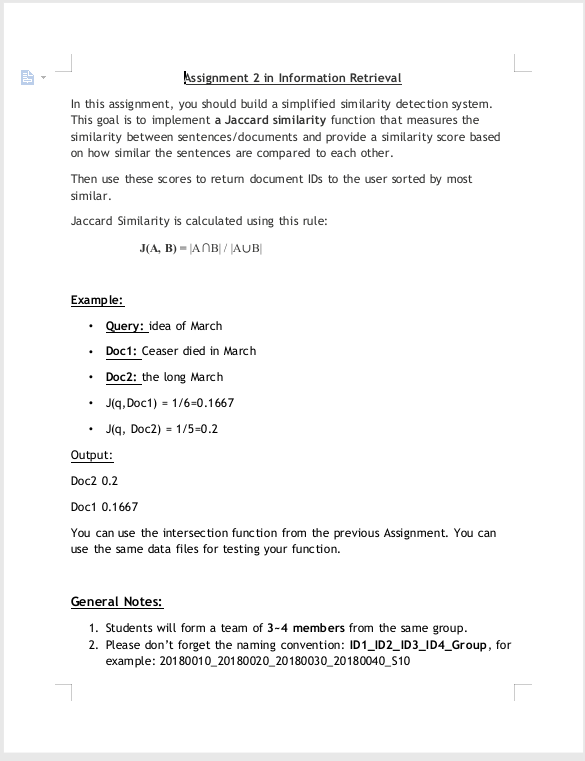 Assignment 2 in Information Retrieval
In this assignment, you should build a simplified similarity detection system.
This goal is to implement a Jaccard similarity function that measures the
similarity between sentences/documents and provide a similarity score based
on how similar the sentences are compared to each other.
Then use these scores to return document IDs to the user sorted by most
similar.
Jaccard Similarity is calculated using this rule:
J(A, B) = |A∩B| / |A∪B|
Example:
• Query: idea of March
• Doc1: Ceaser died in March
• Doc2: the long March
• J(q,Doc1) = 1/6=0.1667
• J(q, Doc2) = 1/5=0.2
Output:
Doc2 0.2
Doc1 0.1667
You can use the intersection function from the previous Assignment. You can
use the same data files for testing your function.
General Notes:
1. Students will form a team of 3-4 members from the same group.
2. Please don’t forget the naming convention: ID1_ID2_ID3_ID4_Group, for
example: 20180010_20180020_20180030_20180040_S10